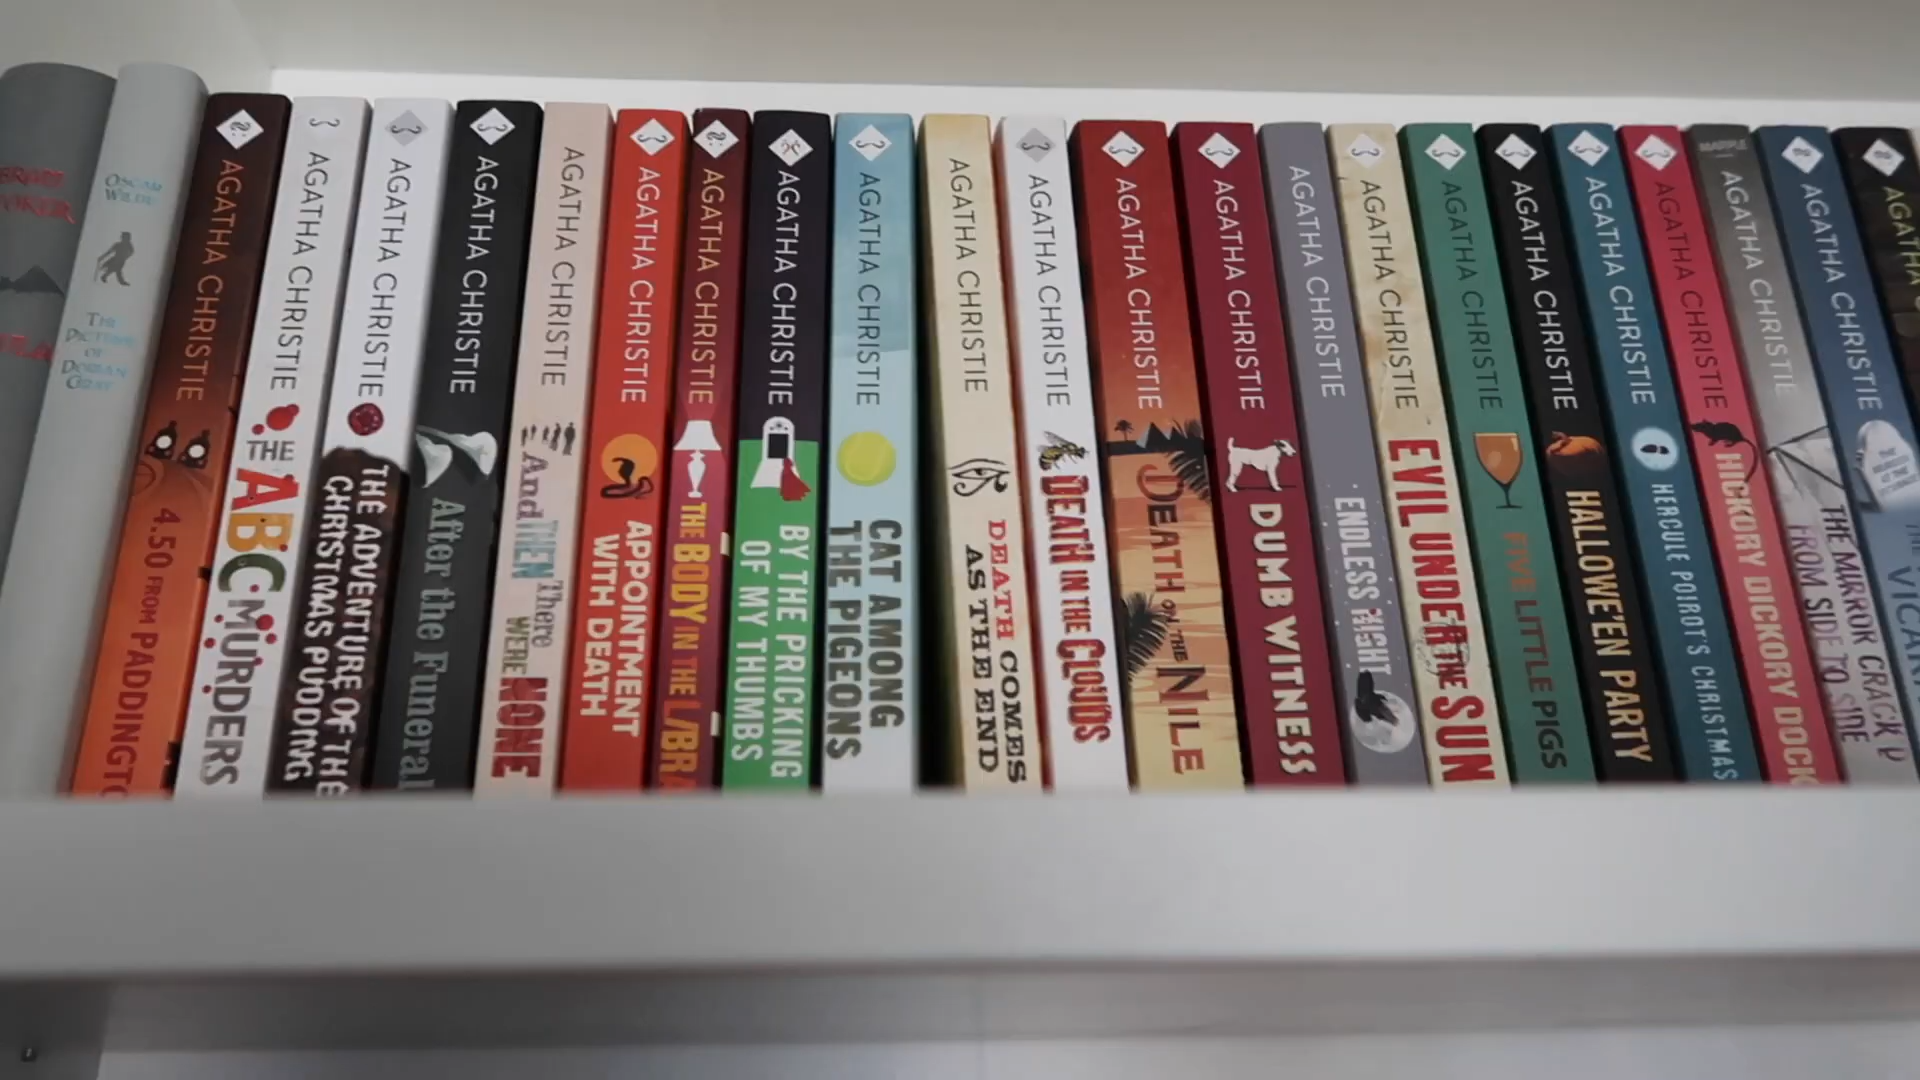 BRAM
STOKER
OSCAR
WILDE
THE
PICTURE
OF
DORIAN
GRAY
AGATHA CHRISTIE
4.50 FROM PADDINGTO
AGATHA CHRISTIE
THE
ABC
MURDERS
AGATHA CHRISTIE
THE ADVENTURE OF THE
CHRISTMAS PUDDING
AGATHA CHRISTIE
After the Funeral
AGATHA CHRISTIE
And THEN
There
WERE NONE
AGATHA CHRISTIE
APPOINTMENT
WITH DEATH
AGATHA CHRISTIE
THE BODY IN THE LIBRA
AGATHA CHRISTIE
BY THE PRICKING
OF MY THUMBS
AGATHA CHRISTIE
CAT AMONG
THE PIGEONS
AGATHA CHRISTIE
DEATH COMES
AS THE END
AGATHA CHRISTIE
DEATH IN THE CLOUDS
AGATHA CHRISTIE
DEATH ON THE NILE
AGATHA CHRISTIE
DUMB WITNESS
AGATHA CHRISTIE
ENDLESS NIGHT
AGATHA CHRISTIE
EVIL UNDER THE SUN
AGATHA CHRISTIE
FIVE LITTLE PIGS
AGATHA CHRISTIE
HALLOWE'EN PARTY
AGATHA CHRISTIE
HERCULE POIROT'S CHRISTMAS
AGATHA CHRISTIE
HICKORY DICKORY DOCK
MARPLE
AGATHA CHRISTIE
THE MIRROR CRACK'D
FROM SIDE TO SIDE
AGATHA CHRISTIE
THE
VICARA
AGATHA